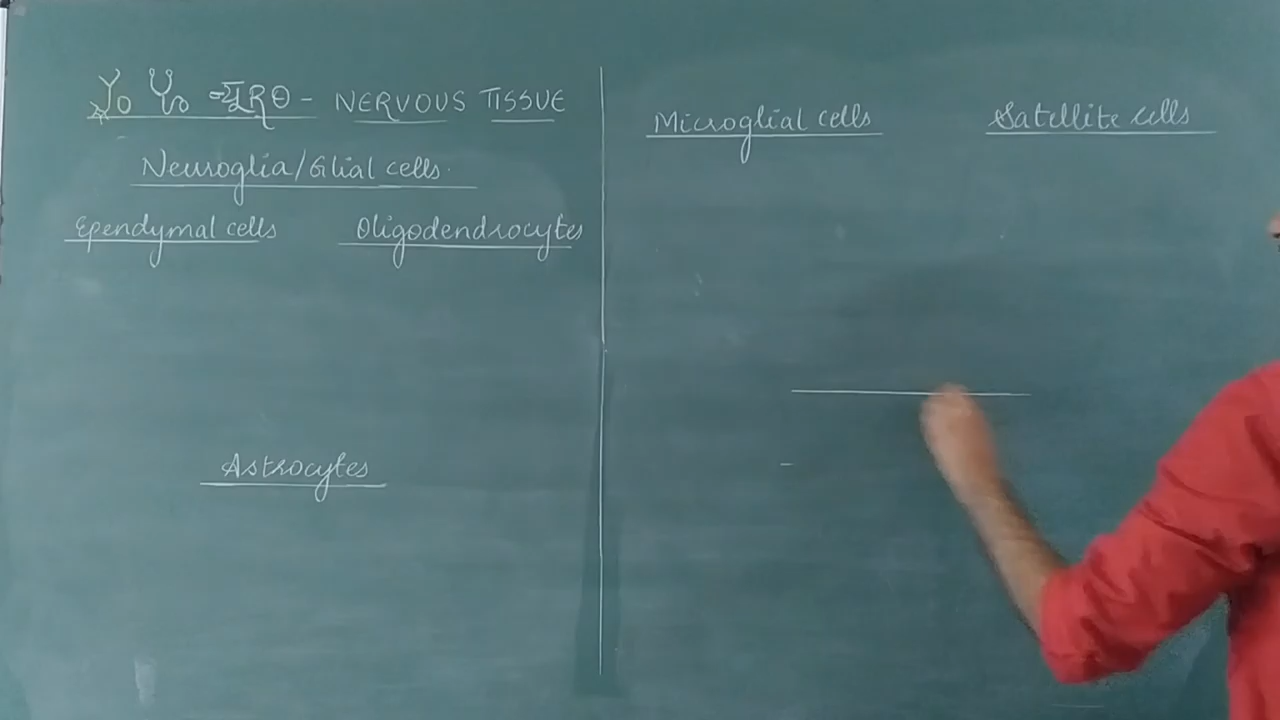 NERVOUS TISSUE
Neuroglia/Glial cells.
Ependymal cells Oligodendrocytes
Astrocytes
Microglial cells Satellite cells